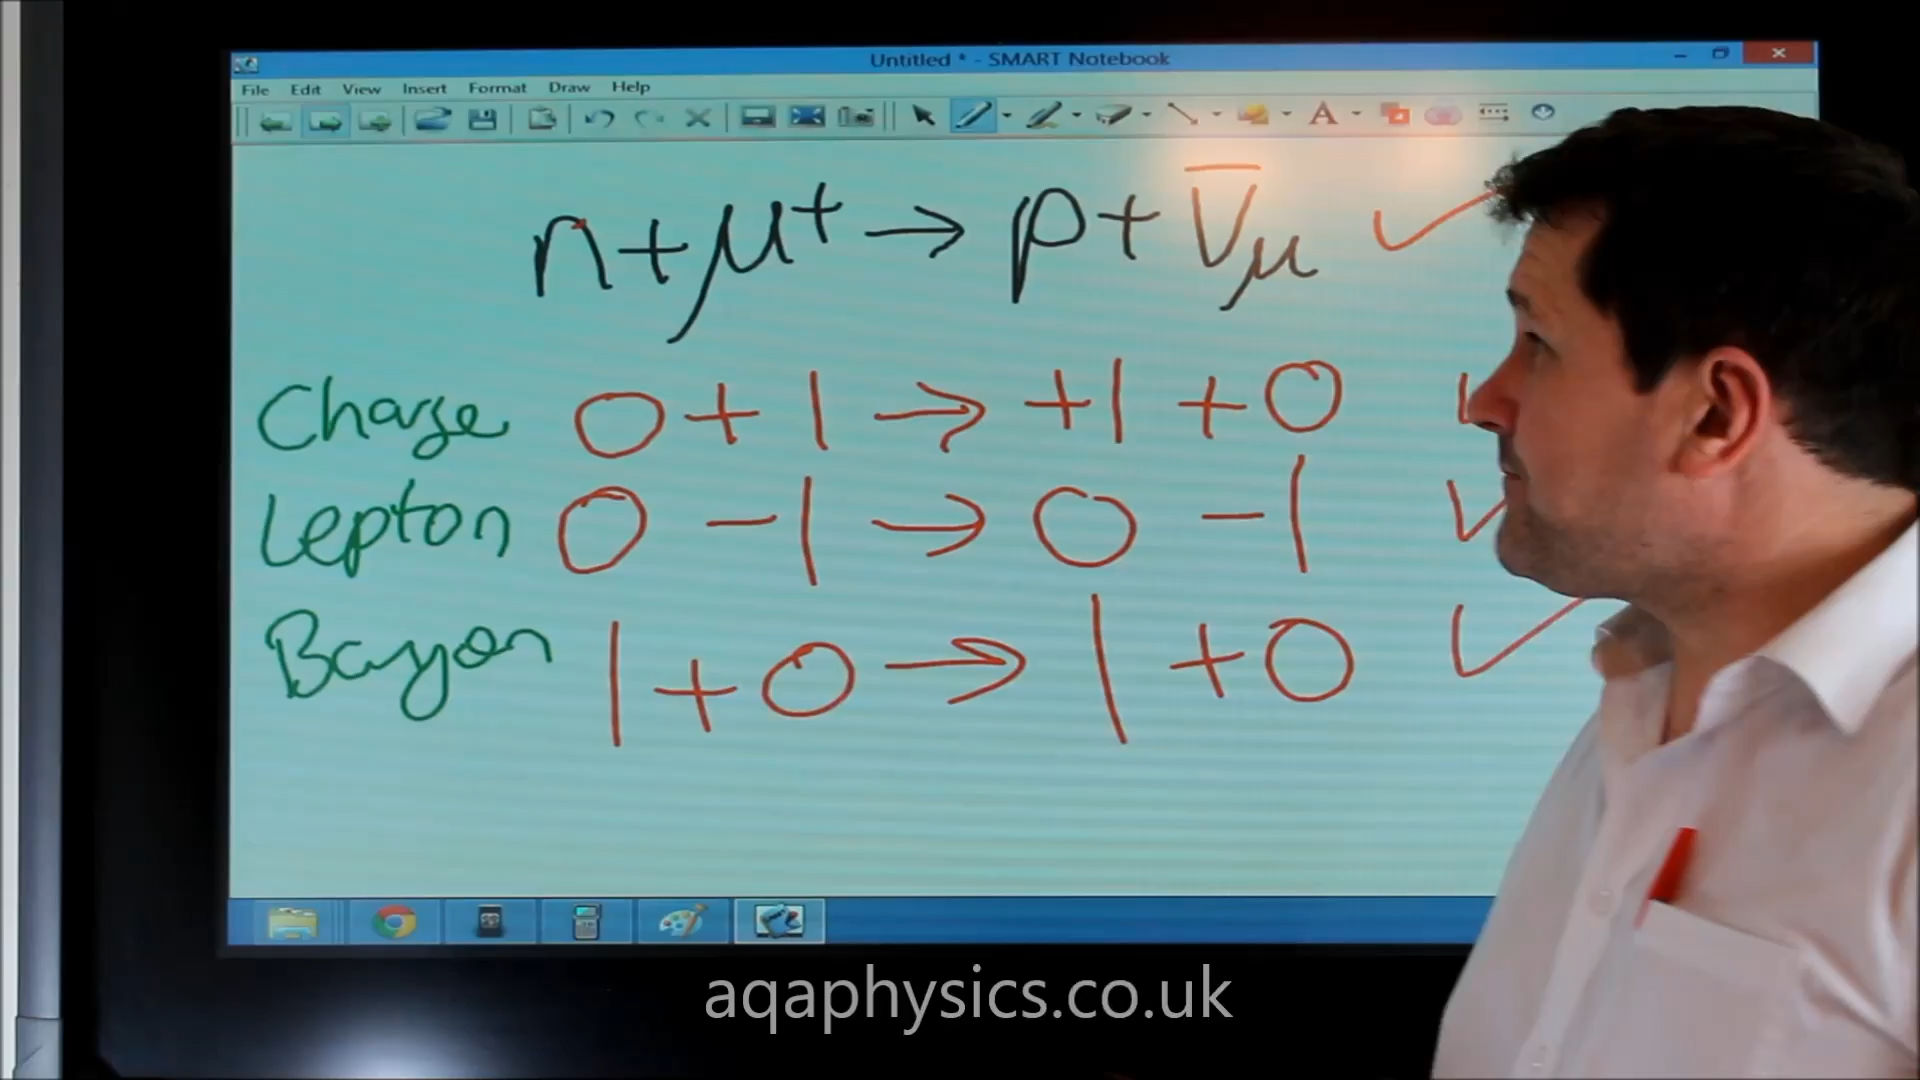 Untitled * - SMART Notebook
File Edit View Insert Format Draw Help
n + μ⁺ → p + ν̅μ ✓
Charge 0 + 1 → +1 + 0 ✓
Lepton 0 - 1 → 0 - 1 ✓
Baryon 1 + 0 → 1 + 0 ✓
aqaphysics.co.uk